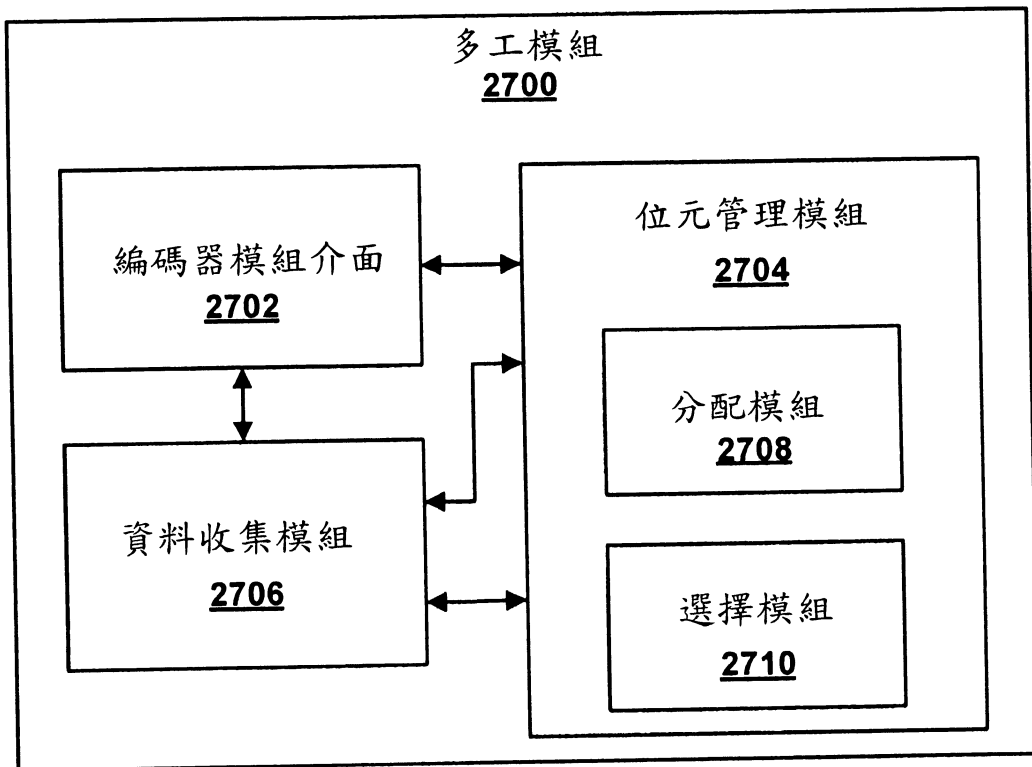 多工模組
2700
編碼器模組介面
2702
位元管理模組
2704
分配模組
2708
資料收集模組
2706
選擇模組
2710